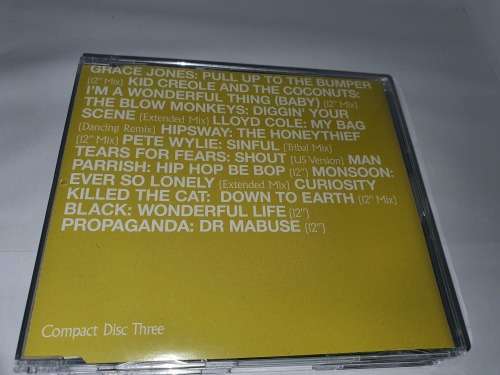 GRACE JONES: PULL UP TO THE BUMPER
(12" Mix) KID CREOLE AND THE COCONUTS:
I'M A WONDERFUL THING (BABY) (12" Mix)
THE BLOW MONKEYS: DIGGIN' YOUR
SCENE (Extended Mix) LLOYD COLE: MY BAG
(Dancing Remix) HIPSWAY: THE HONEYTHIEF
(12" Mix) PETE WYLIE: SINFUL (Tribal Mix)
TEARS FOR FEARS: SHOUT (US Version) MAN
PARRISH: HIP HOP BE BOP (12") MONSOON:
EVER SO LONELY (Extended Mix) CURIOSITY
KILLED THE CAT: DOWN TO EARTH (12" Mix)
BLACK: WONDERFUL LIFE (12")
PROPAGANDA: DR MABUSE (12")
Compact Disc Three